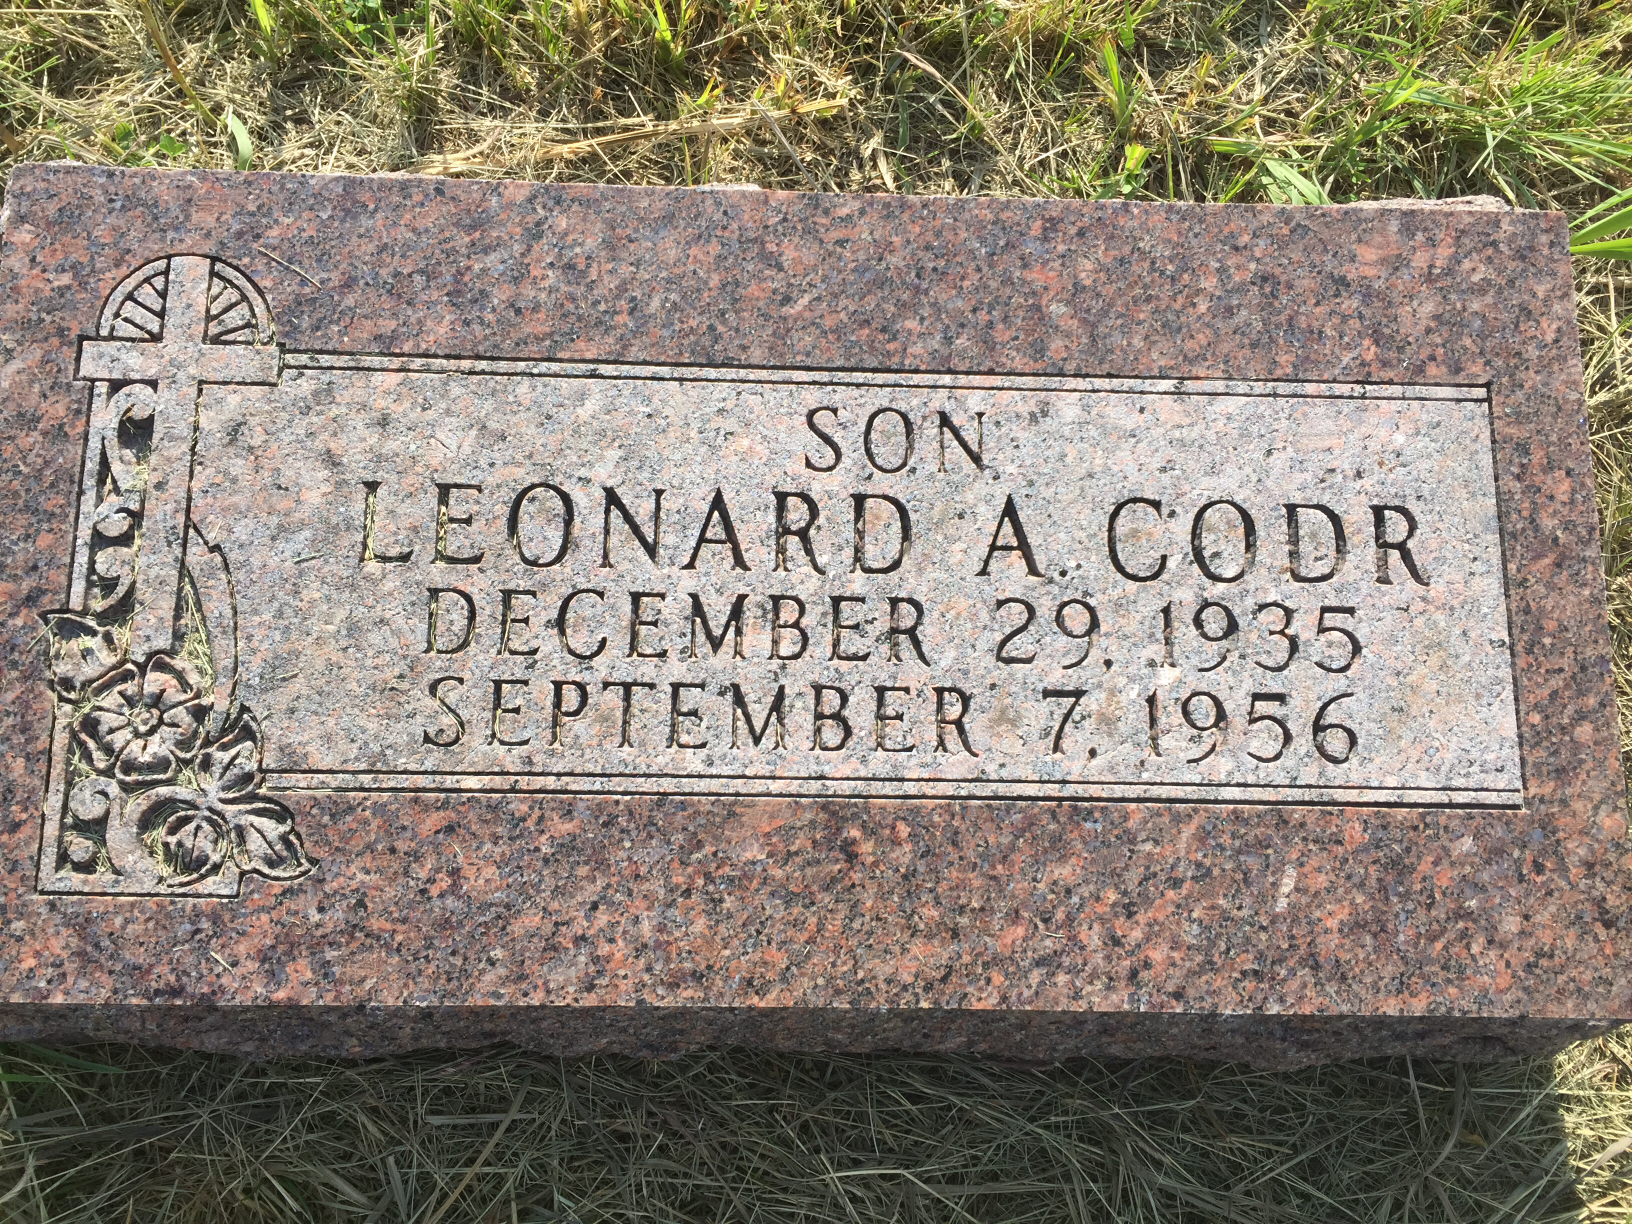 SON
LEONARD A. CODR
DECEMBER 29, 1935
SEPTEMBER 7, 1956